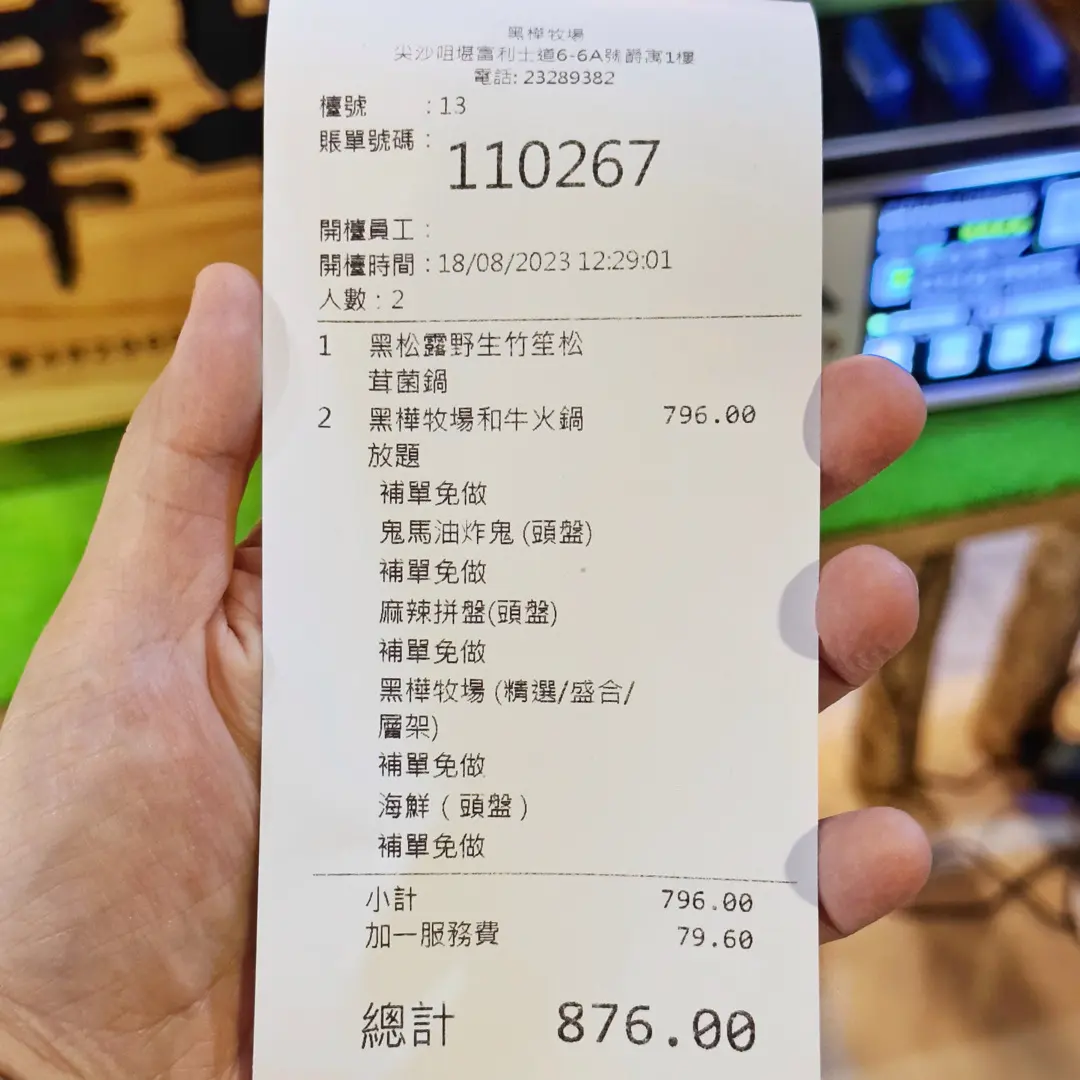 黑樺牧場
尖沙咀堪富利士道6-6A號爵寓1樓
電話: 23289382
檯號 : 13
賬單號碼 : 110267
開檯員工 :
開檯時間 : 18/08/2023 12:29:01
人數 : 2
1 黑松露野生竹笙松
茸菌鍋
2 黑樺牧場和牛火鍋 796.00
放題
補單免做
鬼馬油炸鬼 (頭盤)
補單免做
麻辣拼盤(頭盤)
補單免做
黑樺牧場 (精選/盛合/
層架)
補單免做
海鮮 ( 頭盤 )
補單免做
小計 796.00
加一服務費 79.60
總計 876.00